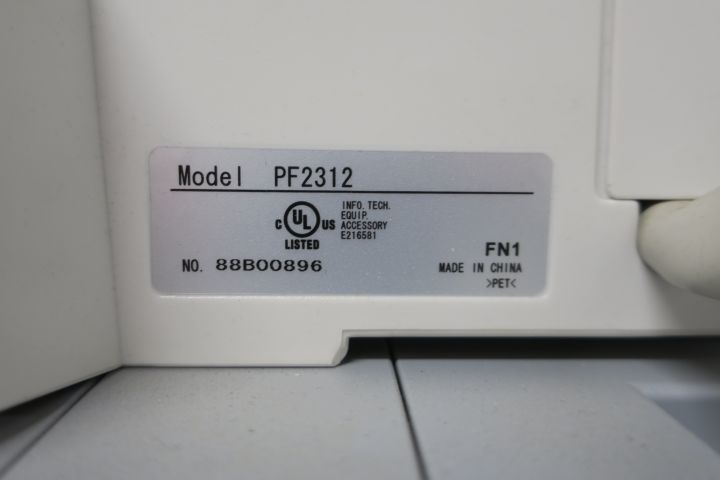 Model PF2312
C UL US
LISTED
INFO. TECH.
EQUIP.
ACCESSORY
E216581
NO. 88B00896
FN1
MADE IN CHINA
>PET<